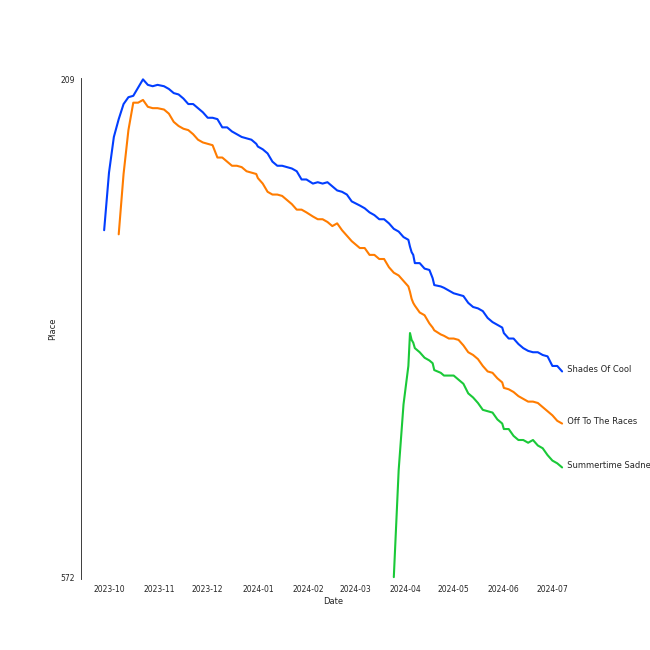 209
Place
Shades Of Cool
Off To The Races
Summertime Sadne
572
2023-10 2023-11 2023-12 2024-01 2024-02 2024-03 2024-04 2024-05 2024-06 2024-07
Date